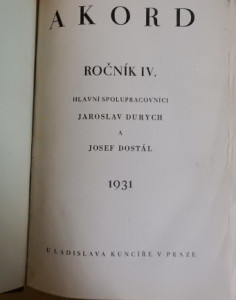 AKORD
ROČNÍK IV.
HLAVNÍ SPOLUPRACOVNÍCI
JAROSLAV DURYCH
A
JOSEF DOSTÁL
1931
U LADISLAVA KUNCÍŘE V PRAZE